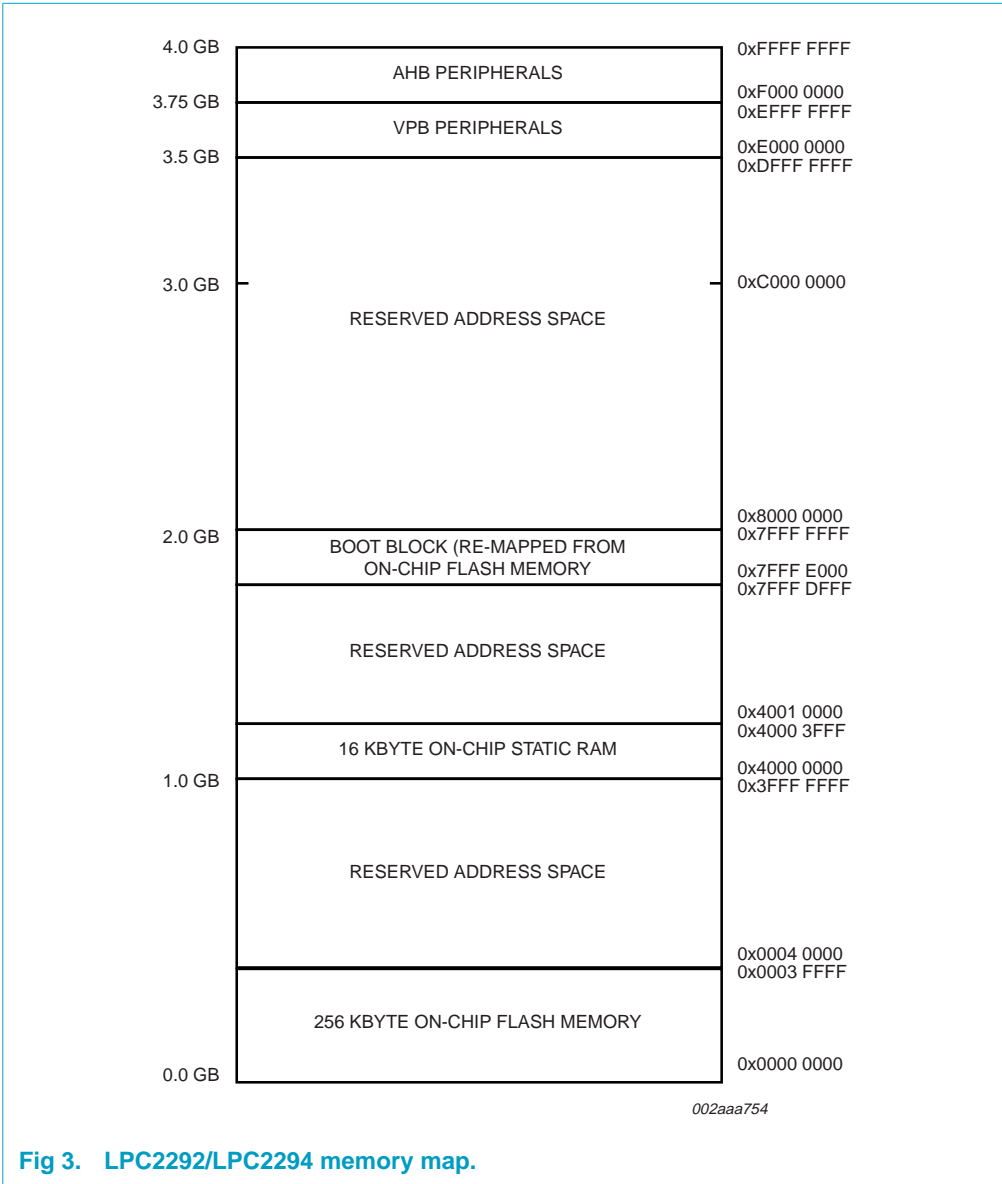 4.0 GB
0xFFFF FFFF
AHB PERIPHERALS
0xF000 0000
3.75 GB
0xEFFF FFFF
VPB PERIPHERALS
0xE000 0000
3.5 GB
0xDFFF FFFF
3.0 GB
0xC000 0000
RESERVED ADDRESS SPACE
0x8000 0000
2.0 GB
0x7FFF FFFF
BOOT BLOCK (RE-MAPPED FROM
ON-CHIP FLASH MEMORY
0x7FFF E000
0x7FFF DFFF
RESERVED ADDRESS SPACE
0x4001 0000
0x4000 3FFF
16 KBYTE ON-CHIP STATIC RAM
0x4000 0000
1.0 GB
0x3FFF FFFF
RESERVED ADDRESS SPACE
0x0004 0000
0x0003 FFFF
256 KBYTE ON-CHIP FLASH MEMORY
0x0000 0000
0.0 GB
002aaa754
Fig 3. LPC2292/LPC2294 memory map.